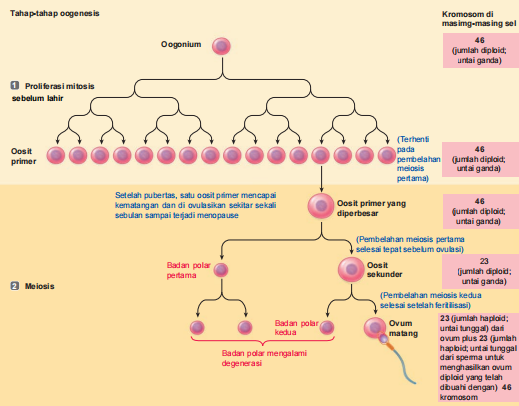 Tahap-tahap oogenesis
Kromosom di
masimg-masing sel
Oogonium
46
(jumlah diploid;
untai ganda)
1 Proliferasi mitosis
sebelum lahir
Oosit
primer
(Terhenti
pada
pembelahan
meiosis
pertama)
46
(jumlah diploid;
untai ganda)
Setelah pubertas, satu oosit primer mencapai
kematangan dan di ovulasikan sekitar sekali
sebulan sampai terjadi menopause
Oosit primer yang
diperbesar
46
(jumlah diploid;
untai ganda)
(Pembelahan meiosis pertama
selesai tepat sebelum ovulasi)
Badan polar
pertama
Oosit
sekunder
23
(jumlah diploid;
untai ganda)
2 Meiosis
(Pembelahan meiosis kedua
selesai setelah fertilisasi)
Badan polar
kedua
Ovum
matang
Badan polar mengalami
degenerasi
23 (jumlah haploid;
untai tunggal) dari
ovum plus 23 (jumlah
haploid; untai tunggal
dari sperma untuk
menghasilkan ovum
diploid yang telah
dibuahi dengan) 46
kromosom